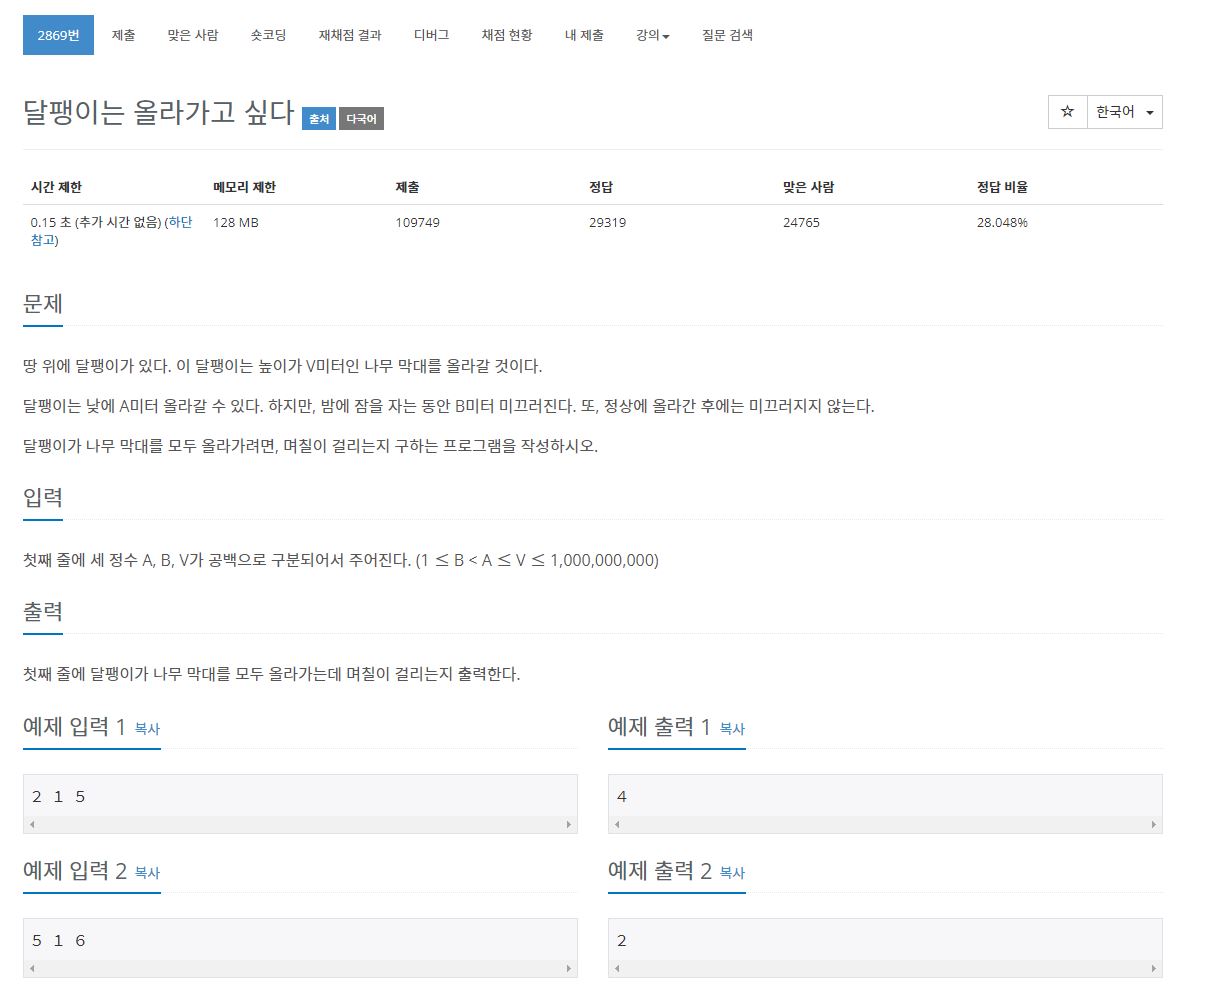 2869번 제출 맞은 사람 숏코딩 재채점 결과 디버그 채점 현황 내 제출 강의 질문 검색
달팽이는 올라가고 싶다 출처 다국어 ☆ 한국어
시간 제한 메모리 제한 제출 정답 맞은 사람 정답 비율
0.15 초 (추가 시간 없음) (하단 128 MB 109749 29319 24765 28.048%
참고)
문제
땅 위에 달팽이가 있다. 이 달팽이는 높이가 V미터인 나무 막대를 올라갈 것이다.
달팽이는 낮에 A미터 올라갈 수 있다. 하지만, 밤에 잠을 자는 동안 B미터 미끄러진다. 또, 정상에 올라간 후에는 미끄러지지 않는다.
달팽이가 나무 막대를 모두 올라가려면, 며칠이 걸리는지 구하는 프로그램을 작성하시오.
입력
첫째 줄에 세 정수 A, B, V가 공백으로 구분되어서 주어진다. (1 ≤ B < A ≤ V ≤ 1,000,000,000)
출력
첫째 줄에 달팽이가 나무 막대를 모두 올라가는데 며칠이 걸리는지 출력한다.
예제 입력 1 복사 예제 출력 1 복사
2 1 5 4
예제 입력 2 복사 예제 출력 2 복사
5 1 6 2